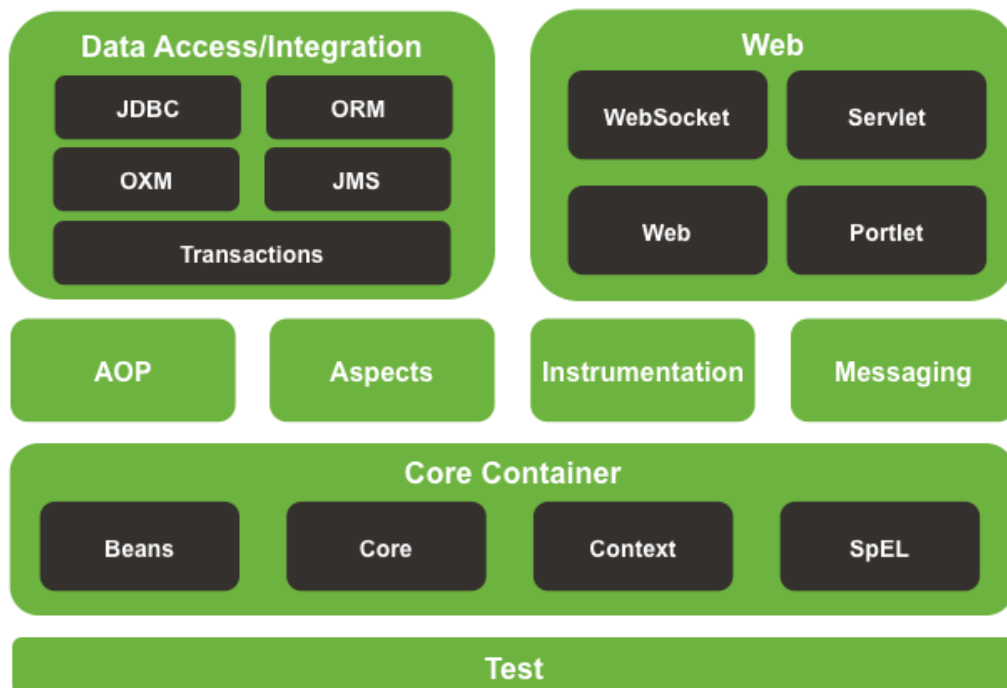 Data Access/Integration
JDBC
ORM
OXM
JMS
Transactions
Web
WebSocket
Servlet
Web
Portlet
AOP
Aspects
Instrumentation
Messaging
Core Container
Beans
Core
Context
SpEL
Test